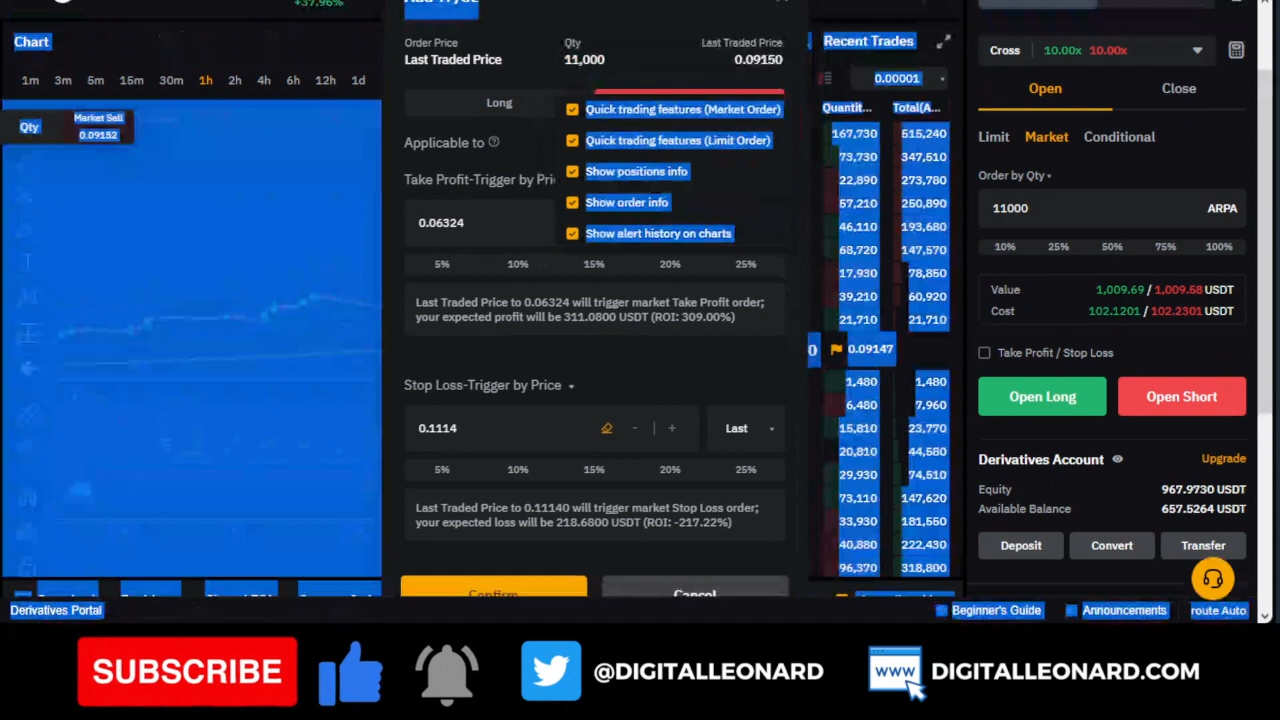 +37.96%
Chart
1m 3m 5m 15m 30m 1h 2h 4h 6h 12h 1d
Qty
Market Sell
0.09152
Derivatives Portal
Add TP/SL
Order Price Qty Last Traded Price
Last Traded Price 11,000 0.09150
Long
Quick trading features (Market Order)
Quick trading features (Limit Order)
Show positions info
Show order info
Show alert history on charts
Applicable to
Take Profit-Trigger by Pri
0.06324
5% 10% 15% 20% 25%
Last Traded Price to 0.06324 will trigger market Take Profit order;
your expected profit will be 311.0800 USDT (ROI: 309.00%)
Stop Loss-Trigger by Price
0.1114 - + Last
5% 10% 15% 20% 25%
Last Traded Price to 0.11140 will trigger market Stop Loss order;
your expected loss will be 218.6800 USDT (ROI: -217.22%)
Confirm Cancel
Recent Trades
0.00001
Quantit... Total(A...
167,730 515,240
73,730 347,510
22,890 273,780
57,210 250,890
46,110 193,680
68,720 147,570
17,930 78,850
39,210 60,920
21,710 21,710
0.09147
1,480 1,480
6,480 7,960
15,810 23,770
20,810 44,580
29,930 74,510
73,110 147,620
33,930 181,550
40,880 222,430
96,370 318,800
Cross 10.00x 10.00x
Open Close
Limit Market Conditional
Order by Qty
11000 ARPA
10% 25% 50% 75% 100%
Value 1,009.69 / 1,009.58 USDT
Cost 102.1201 / 102.2301 USDT
Take Profit / Stop Loss
Open Long Open Short
Derivatives Account Upgrade
Equity 967.9730 USDT
Available Balance 657.5264 USDT
Deposit Convert Transfer
Beginner's Guide Announcements route Auto
SUBSCRIBE @DIGITALLEONARD WWW DIGITALLEONARD.COM